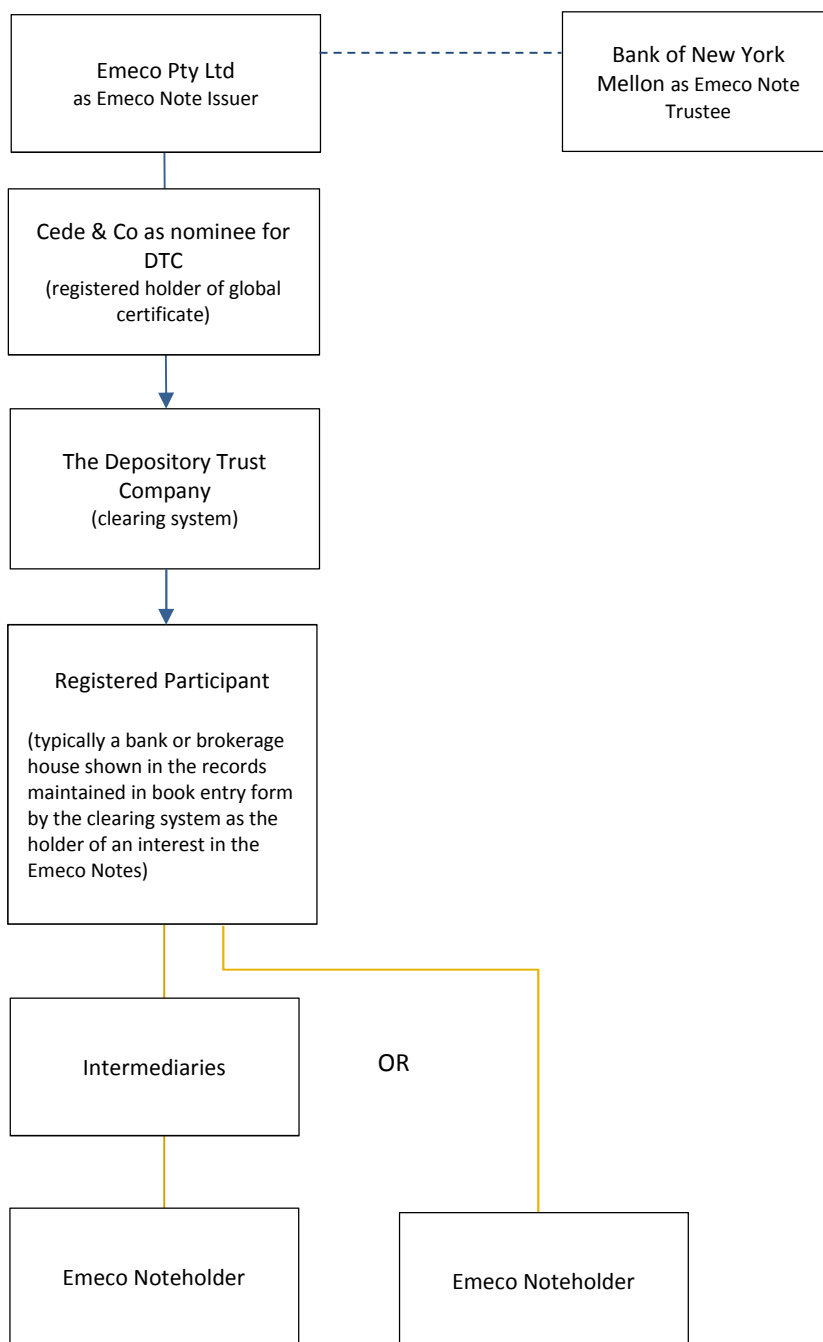 Emeco Pty Ltd
as Emeco Note Issuer
Bank of New York
Mellon as Emeco Note
Trustee
Cede & Co as nominee for
DTC
(registered holder of global
certificate)
The Depository Trust
Company
(clearing system)
Registered Participant
(typically a bank or brokerage
house shown in the records
maintained in book entry form
by the clearing system as the
holder of an interest in the
Emeco Notes)
Intermediaries
OR
Emeco Noteholder
Emeco Noteholder